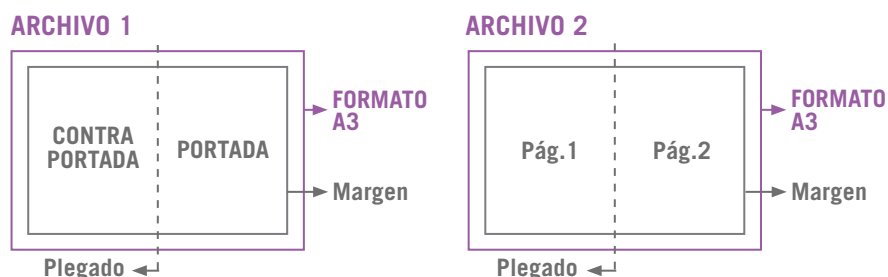 ARCHIVO 1
CONTRA
PORTADA
PORTADA
FORMATO
A3
Margen
Plegado
ARCHIVO 2
Pág.1
Pág.2
FORMATO
A3
Margen
Plegado